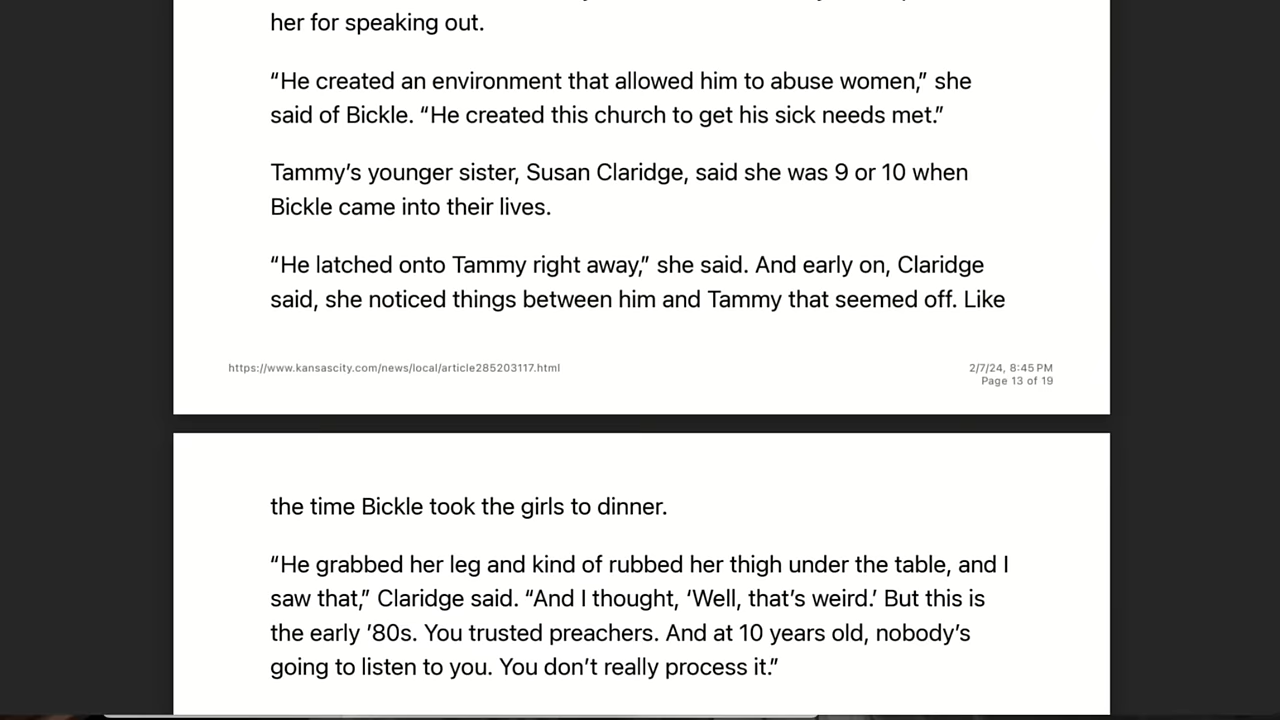 her for speaking out.
“He created an environment that allowed him to abuse women,” she
said of Bickle. “He created this church to get his sick needs met.”
Tammy’s younger sister, Susan Claridge, said she was 9 or 10 when
Bickle came into their lives.
“He latched onto Tammy right away,” she said. And early on, Claridge
said, she noticed things between him and Tammy that seemed off. Like
https://www.kansascity.com/news/local/article285203117.html
2/7/24, 8:45 PM
Page 13 of 19
the time Bickle took the girls to dinner.
“He grabbed her leg and kind of rubbed her thigh under the table, and I
saw that,” Claridge said. “And I thought, ‘Well, that’s weird.’ But this is
the early ’80s. You trusted preachers. And at 10 years old, nobody’s
going to listen to you. You don’t really process it.”